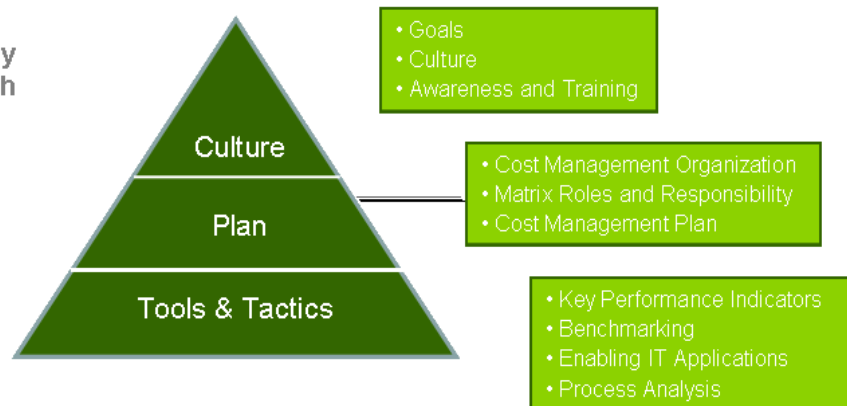 y
h
• Goals
• Culture
• Awareness and Training
Culture
• Cost Management Organization
• Matrix Roles and Responsibility
• Cost Management Plan
Plan
Tools & Tactics
• Key Performance Indicators
• Benchmarking
• Enabling IT Applications
• Process Analysis